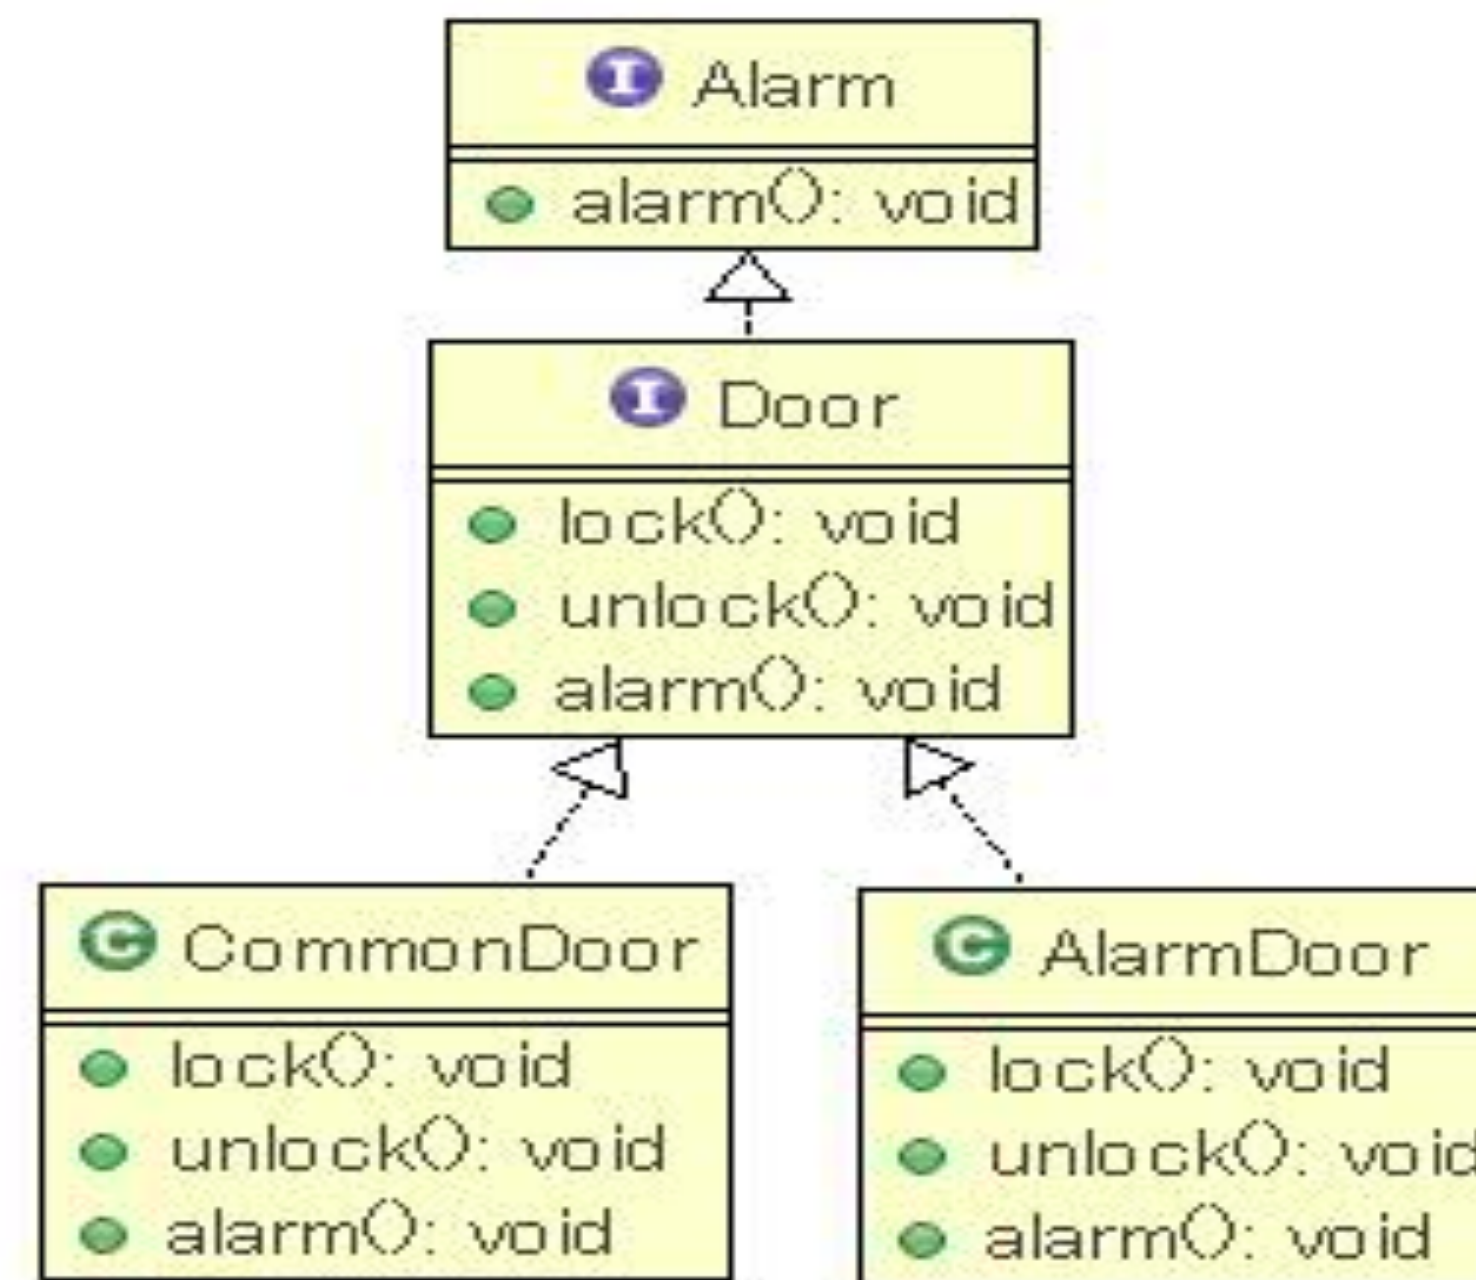 I Alarm
alarm(): void
I Door
lock(): void
unlock(): void
alarm(): void
C CommonDoor
lock(): void
unlock(): void
alarm(): void
C AlarmDoor
lock(): void
unlock(): void
alarm(): void